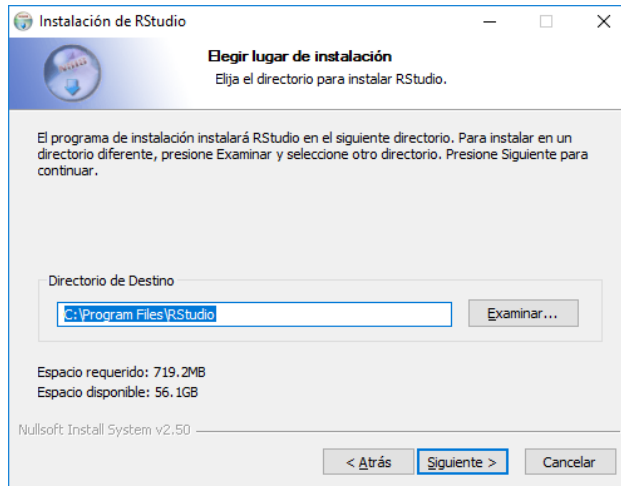 Instalación de RStudio
Elegir lugar de instalación
Elija el directorio para instalar RStudio.
El programa de instalación instalará RStudio en el siguiente directorio. Para instalar en un
directorio diferente, presione Examinar y seleccione otro directorio. Presione Siguiente para
continuar.
Directorio de Destino
C:\Program Files\RStudio
Examinar...
Espacio requerido: 719.2MB
Espacio disponible: 56.1GB
Nullsoft Install System v2.50
< Atrás Siguiente > Cancelar